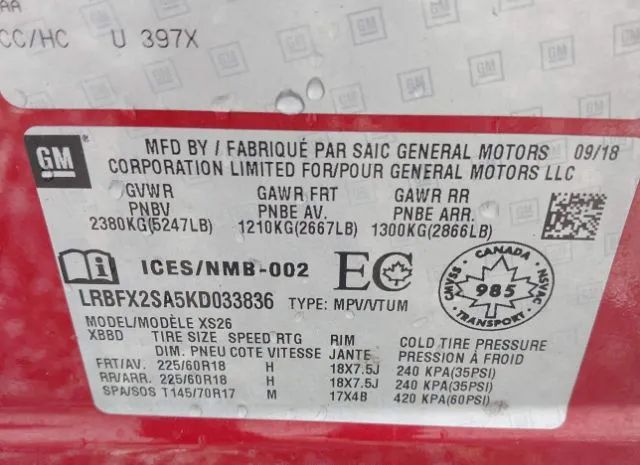 AA
CC/HC U 397X
GM
MFD BY / FABRIQUÉ PAR SAIC GENERAL MOTORS 09/18
CORPORATION LIMITED FOR/POUR GENERAL MOTORS LLC
GVWR GAWR FRT GAWR RR
PNBV PNBE AV. PNBE ARR.
2380KG(5247LB) 1210KG(2667LB) 1300KG(2866LB)
ICES/NMB-002 EC
CANADA
CMVSS 985 NSVAC
LRBFX2SA5KD033836 TYPE: MPV/VTUM
MODEL/MODÈLE XS26
XBBD TIRE SIZE SPEED RTG RIM COLD TIRE PRESSURE
DIM. PNEU COTE VITESSE JANTE PRESSION À FROID
FRT/AV. 225/60R18 H 18X7.5J 240 KPA(35PSI)
RR/ARR. 225/60R18 H 18X7.5J 240 KPA(35PSI)
SPA/SOS T145/70R17 M 17X4B 420 KPA(60PSI)